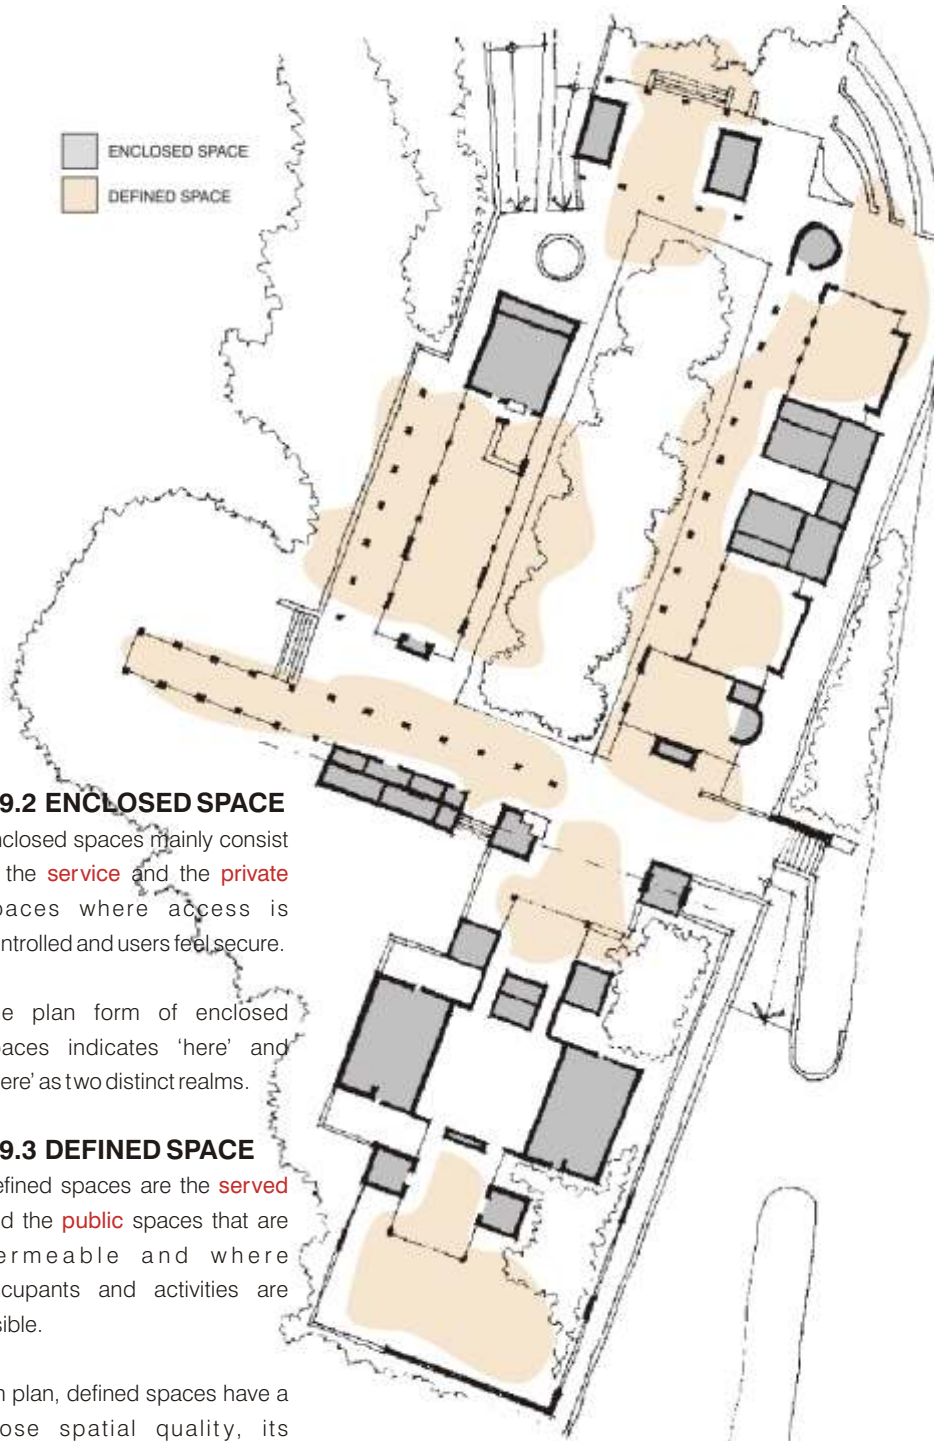 ENCLOSED SPACE
DEFINED SPACE
9.2 ENCLOSED SPACE
nclosed spaces mainly consist
the service and the private
paces where access is
ntrolled and users feel secure.
e plan form of enclosed
paces indicates ‘here’ and
ere’ as two distinct realms.
9.3 DEFINED SPACE
efined spaces are the served
d the public spaces that are
ermeable and where
cupants and activities are
sible.
n plan, defined spaces have a
ose spatial quality, its